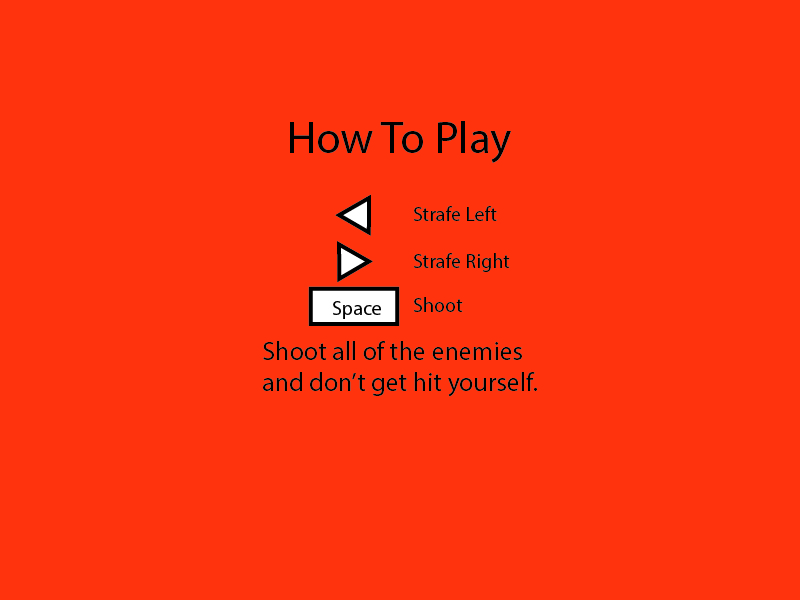 How To Play
Strafe Left
Strafe Right
Space Shoot
Shoot all of the enemies
and don’t get hit yourself.